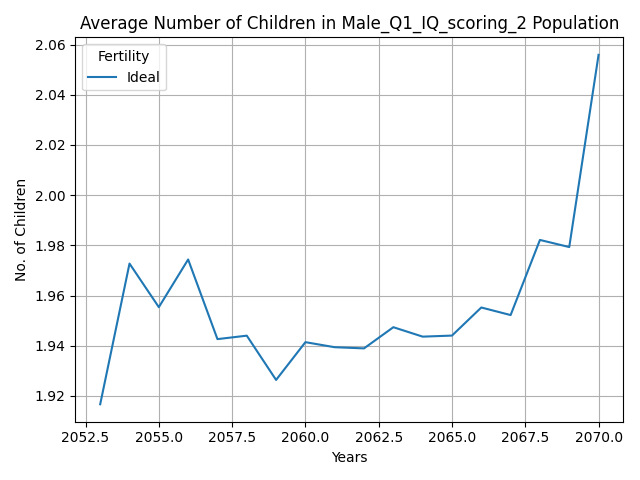 Average Number of Children in Male_Q1_IQ_scoring_2 Population
Fertility
Ideal
No. of Children
2.06
2.04
2.02
2.00
1.98
1.96
1.94
1.92
2052.5 2055.0 2057.5 2060.0 2062.5 2065.0 2067.5 2070.0
Years